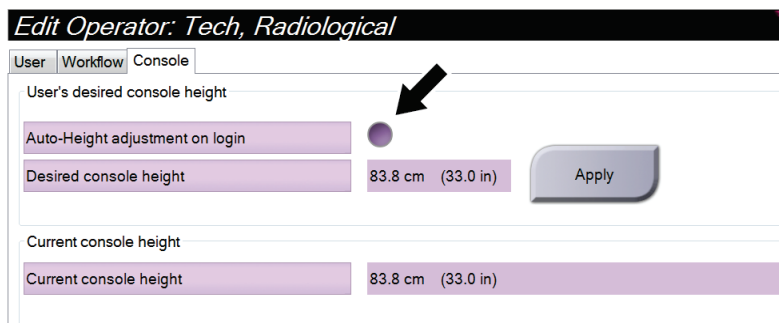 Edit Operator: Tech, Radiological
User Workflow Console
User's desired console height
Auto-Height adjustment on login
Desired console height 83.8 cm (33.0 in) Apply
Current console height
Current console height 83.8 cm (33.0 in)